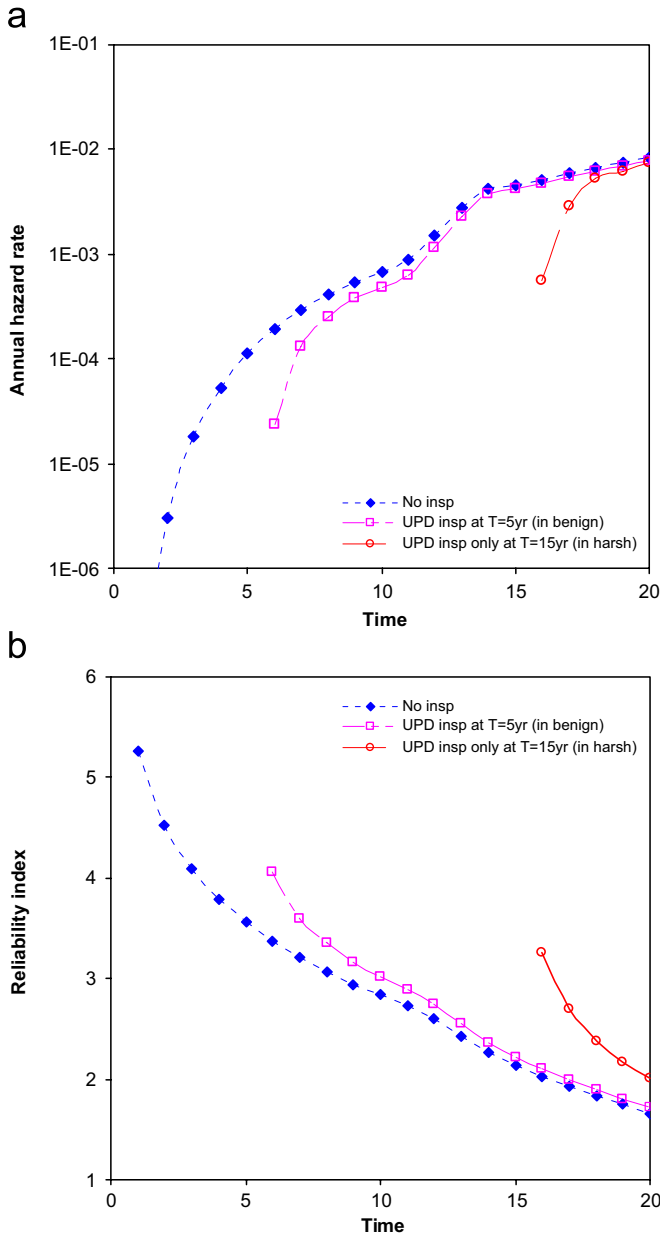 a
1E-01
1E-02
1E-03
1E-04
1E-05
1E-06
Annual hazard rate
No insp
UPD insp at T=5yr (in benign)
UPD insp only at T=15yr (in harsh)
0
5
10
15
20
Time
b
6
5
4
3
2
1
Reliability index
No insp
UPD insp at T=5yr (in benign)
UPD insp only at T=15yr (in harsh)
0
5
10
15
20
Time